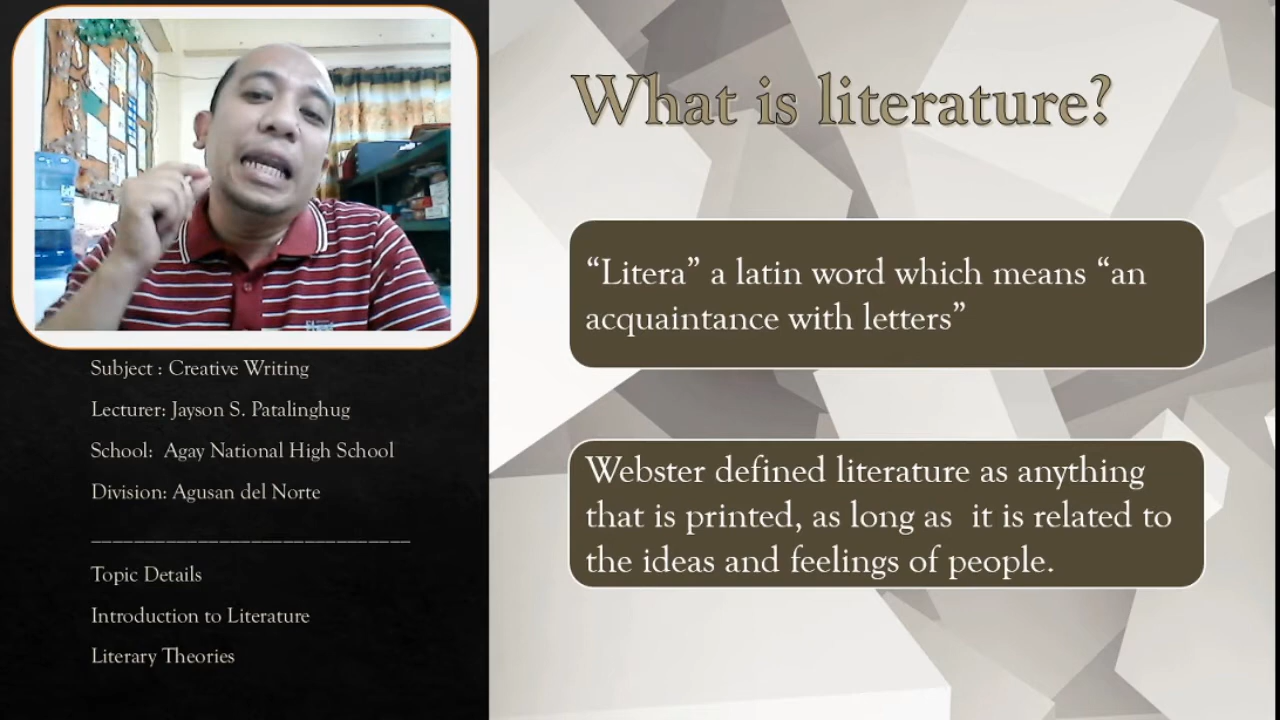 What is literature?
“Litera” a latin word which means “an
acquaintance with letters”
Webster defined literature as anything
that is printed, as long as it is related to
the ideas and feelings of people.
Subject : Creative Writing
Lecturer: Jayson S. Patalinghug
School: Agay National High School
Division: Agusan del Norte
______________________________
Topic Details
Introduction to Literature
Literary Theories